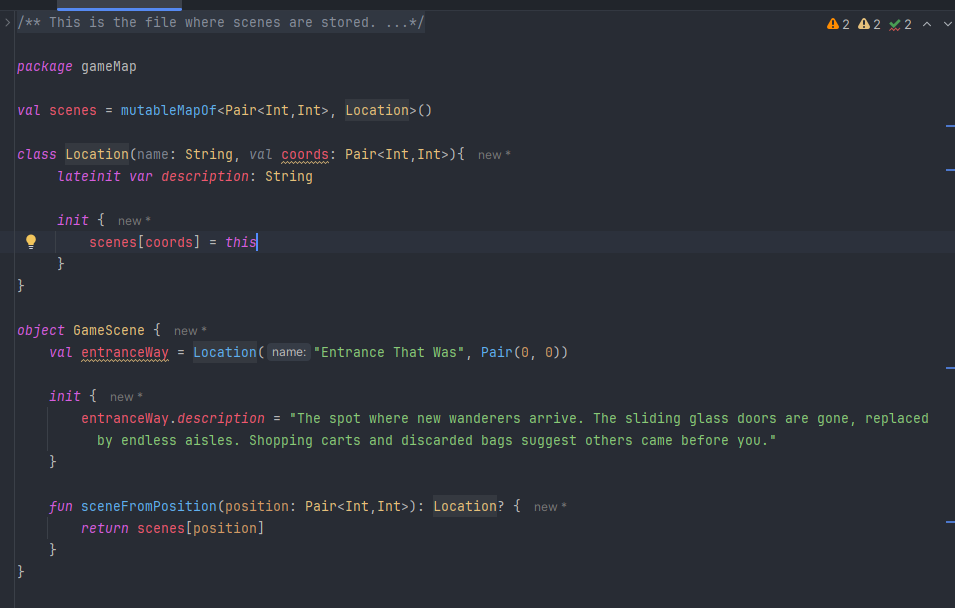 /** This is the file where scenes are stored. ...*/
2 2 2
package gameMap
val scenes = mutableMapOf<Pair<Int,Int>, Location>()
class Location(name: String, val coords: Pair<Int,Int>){ new *
lateinit var description: String
init { new *
scenes[coords] = this
}
}
object GameScene { new *
val entranceWay = Location( name: "Entrance That Was", Pair(0, 0))
init { new *
entranceWay.description = "The spot where new wanderers arrive. The sliding glass doors are gone, replaced
by endless aisles. Shopping carts and discarded bags suggest others came before you."
}
fun sceneFromPosition(position: Pair<Int,Int>): Location? { new *
return scenes[position]
}
}